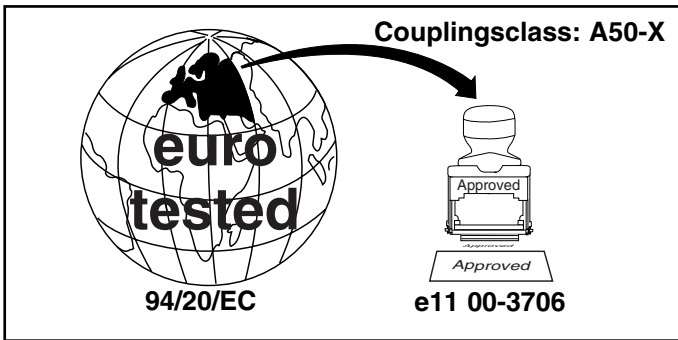 Couplingsclass: A50-X
euro
tested
Approved
Approved
Approved
94/20/EC
e11 00-3706